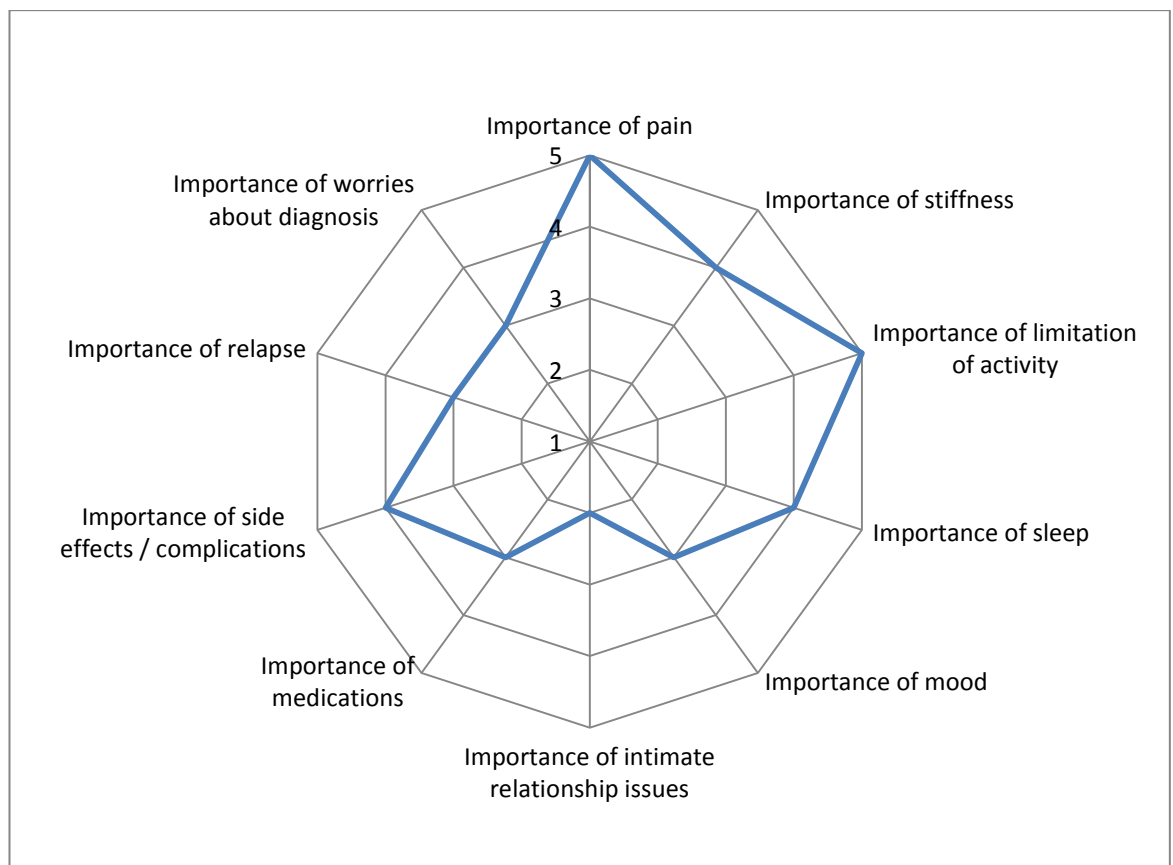 Importance of pain
5
4
3
2
1
Importance of stiffness
Importance of limitation
of activity
Importance of sleep
Importance of mood
Importance of intimate
relationship issues
Importance of
medications
Importance of side
effects / complications
Importance of relapse
Importance of worries
about diagnosis